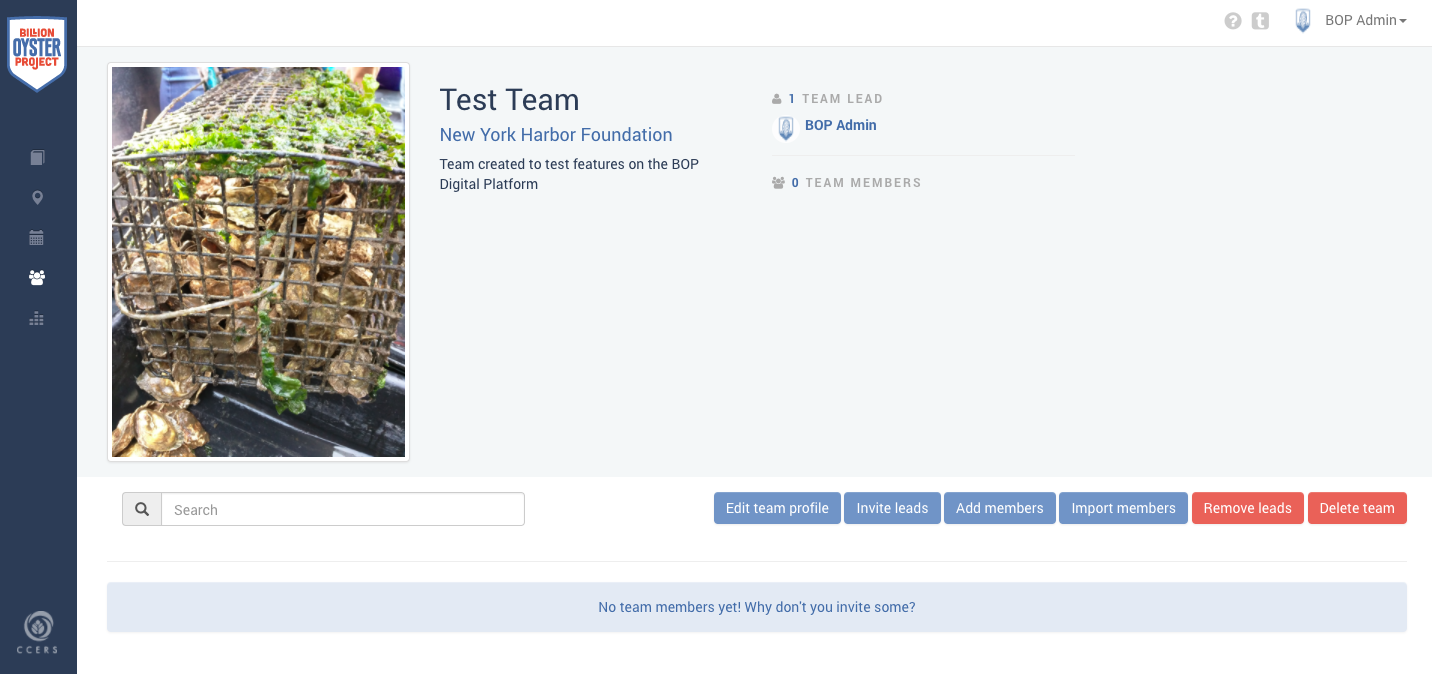 BILLION
OYSTER
PROJECT
? t BOP Admin
Test Team
New York Harbor Foundation
Team created to test features on the BOP
Digital Platform
1 TEAM LEAD
BOP Admin
0 TEAM MEMBERS
Search
Edit team profile Invite leads Add members Import members Remove leads Delete team
No team members yet! Why don't you invite some?
CCERS